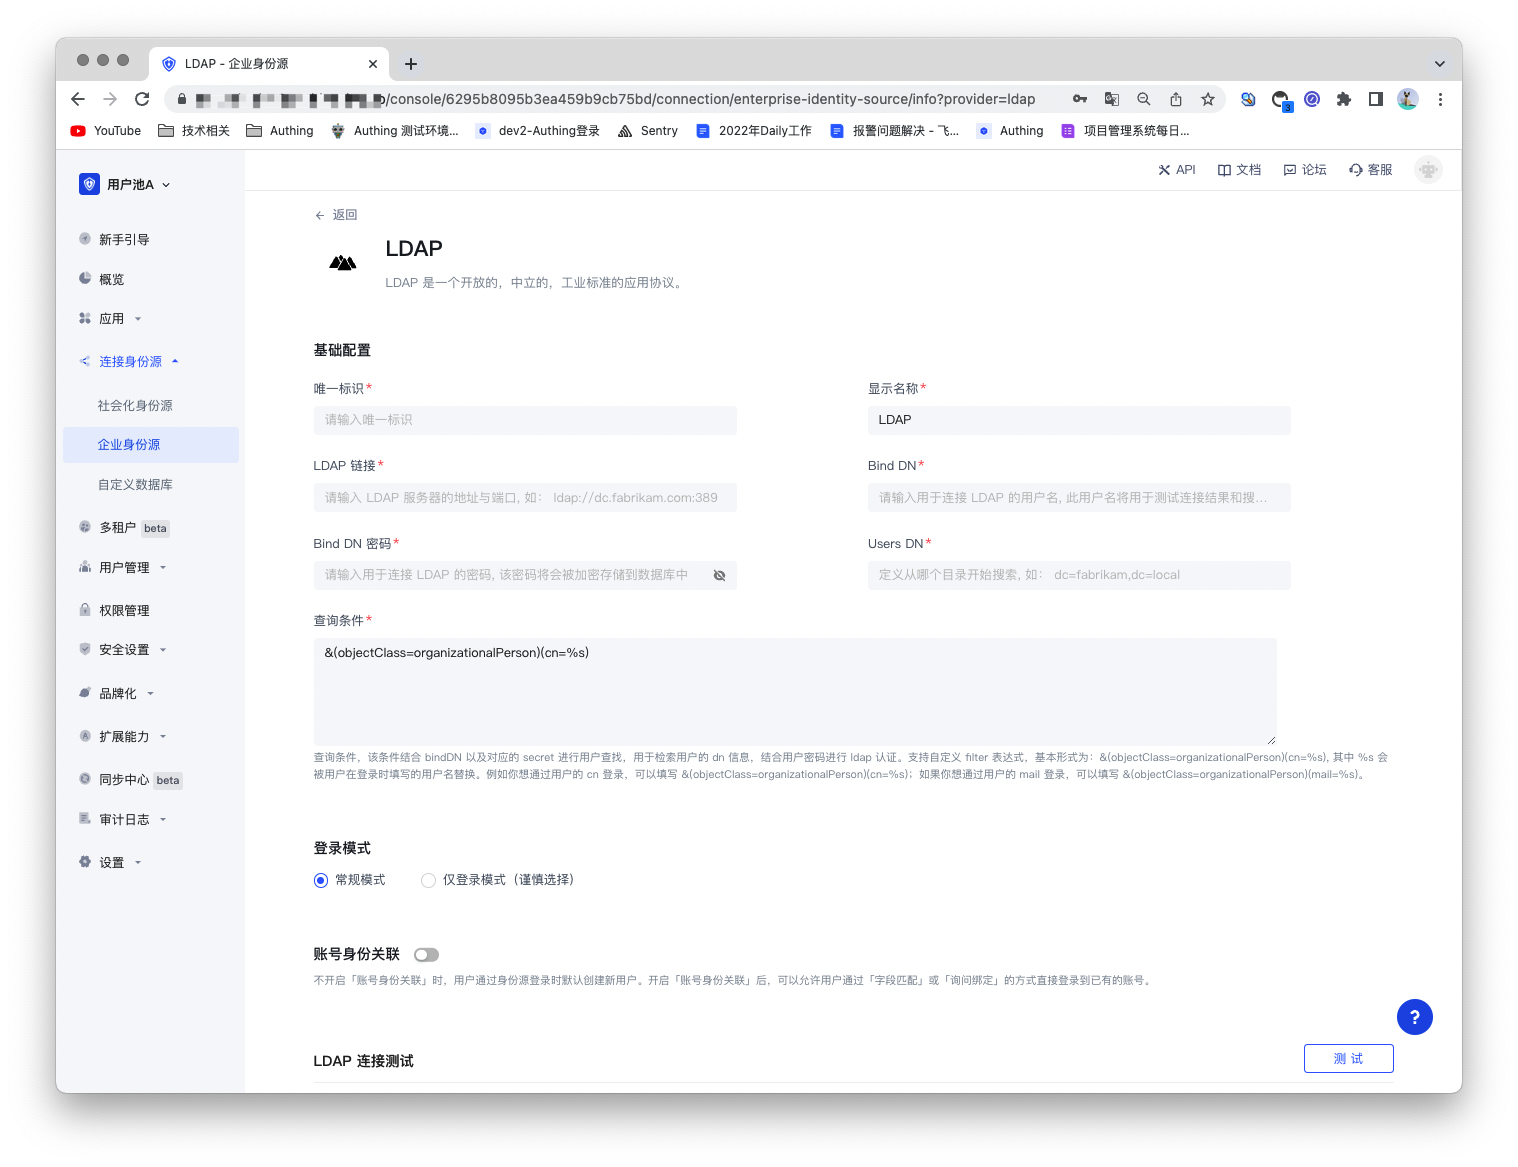 LDAP - 企业身份源
/console/6295b8095b3ea459b9cb75bd/connection/enterprise-identity-source/info?provider=ldap
3
YouTube 技术相关 Authing Authing 测试环境... dev2-Authing登录 Sentry 2022年Daily工作 报警问题解决 - 飞... Authing 项目管理系统每日...
用户池A
API 文档 论坛 客服
新手引导
概览
应用
连接身份源
社会化身份源
企业身份源
自定义数据库
多租户 beta
用户管理
权限管理
安全设置
品牌化
扩展能力
同步中心 beta
审计日志
设置
返回
LDAP
LDAP 是一个开放的，中立的，工业标准的应用协议。
基础配置
唯一标识* 显示名称*
请输入唯一标识 LDAP
LDAP 链接* Bind DN*
请输入 LDAP 服务器的地址与端口, 如： ldap://dc.fabrikam.com:389 请输入用于连接 LDAP 的用户名, 此用户名将用于测试连接结果和搜...
Bind DN 密码* Users DN*
请输入用于连接 LDAP 的密码, 该密码将会被加密存储到数据库中 定义从哪个目录开始搜索, 如： dc=fabrikam,dc=local
查询条件*
&(objectClass=organizationalPerson)(cn=%s)
查询条件，该条件结合 bindDN 以及对应的 secret 进行用户查找，用于检索用户的 dn 信息，结合用户密码进行 ldap 认证。支持自定义 filter 表达式，基本形式为：&(objectClass=organizationalPerson)(cn=%s), 其中 %s 会
被用户在登录时填写的用户名替换。例如你想通过用户的 cn 登录，可以填写 &(objectClass=organizationalPerson)(cn=%s)；如果你想通过用户的 mail 登录，可以填写 &(objectClass=organizationalPerson)(mail=%s)。
登录模式
常规模式 仅登录模式（谨慎选择）
账号身份关联
不开启「账号身份关联」时，用户通过身份源登录时默认创建新用户。开启「账号身份关联」后，可以允许用户通过「字段匹配」或「询问绑定」的方式直接登录到已有的账号。
?
LDAP 连接测试 测 试